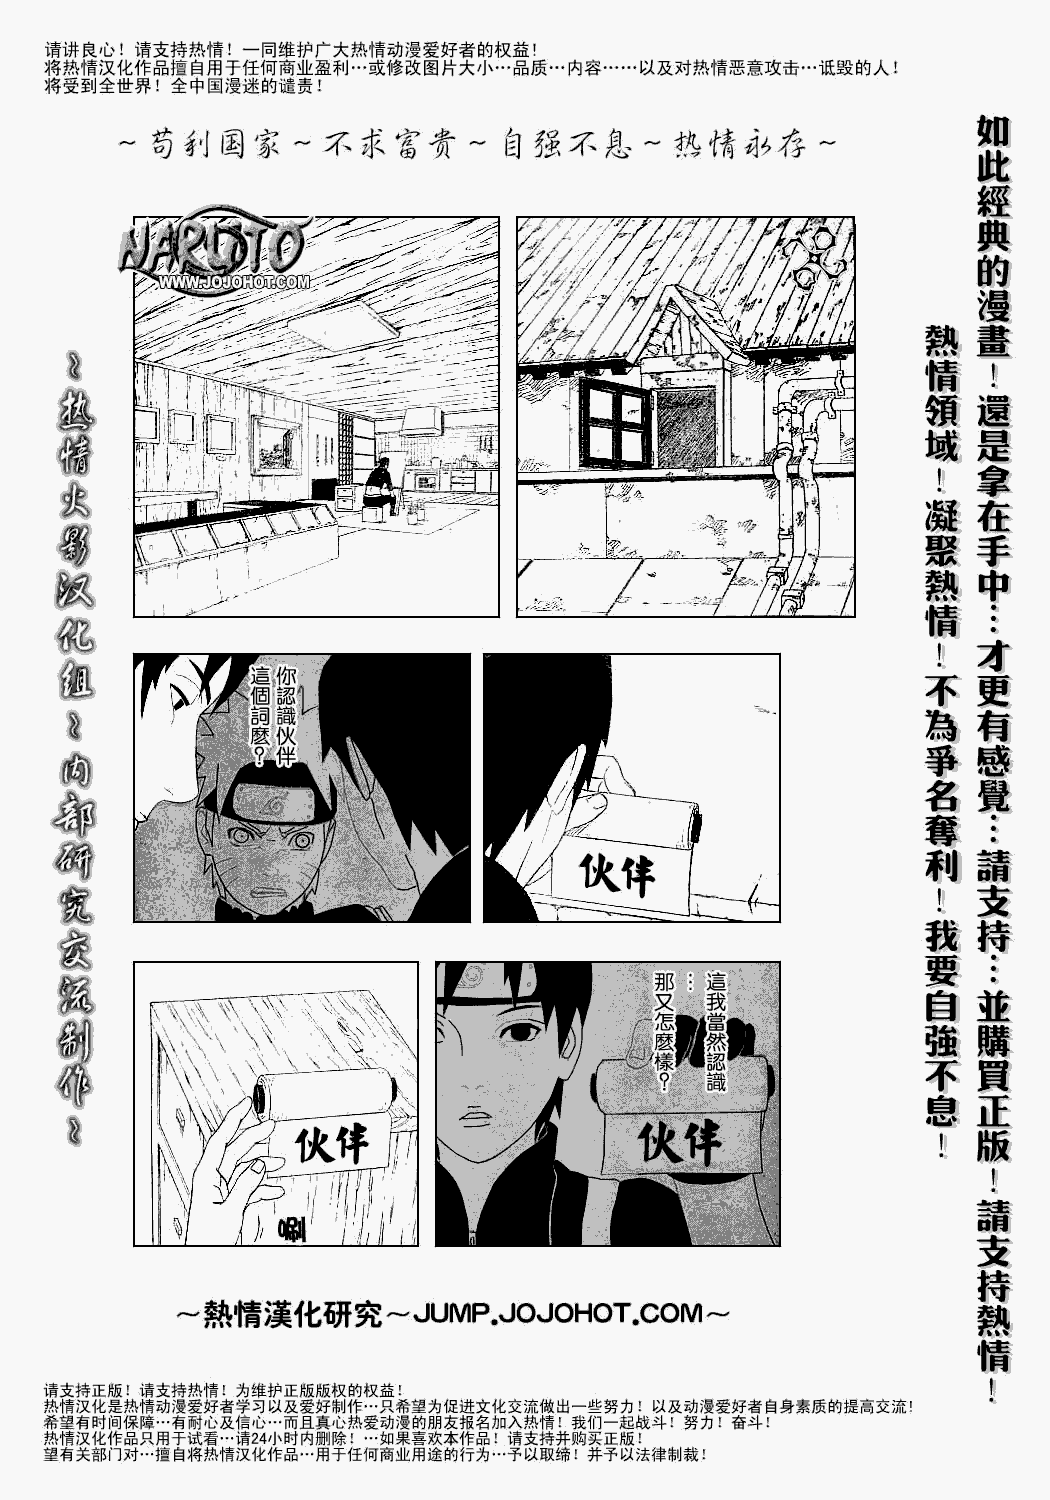 请讲良心！请支持热情！一同维护广大热情动漫爱好者的权益！
将热情汉化作品擅自用于任何商业盈利…或修改图片大小…品质…内容……以及对热情恶意攻击…诋毁的人！
将受到全世界！全中国漫迷的谴责！
～苟利国家～不求富贵～自强不息～热情永存～
如此經典的漫畫！還是拿在手中…才更有感覺…請支持…並購買正版！請支持熱情！
熱情領域！凝聚熱情！不為爭名奪利！我要自強不息！
NARUTO
WWW.JOJOHOT.COM
～热情火影汉化组～内部研究交流制作～
伙伴
你認識伙伴
這個詞麼？
這我當然認識
…
那又怎麼樣？
伙伴
伙伴
～熱情漢化研究～JUMP.JOJOHOT.COM～
请支持正版！请支持热情！为维护正版版权的权益！
热情汉化是热情动漫爱好者学习以及爱好制作…只希望为促进文化交流做出一些努力！以及动漫爱好者自身素质的提高交流！
希望有时间保障…有耐心及信心…而且真心热爱动漫的朋友报名加入热情！我们一起战斗！努力！奋斗！
热情汉化作品只用于试看…请24小时内删除！…如果喜欢本作品！请支持并购买正版！
望有关部门对…擅自将热情汉化作品…用于任何商业用途的行为…予以取缔！并予以法律制裁！